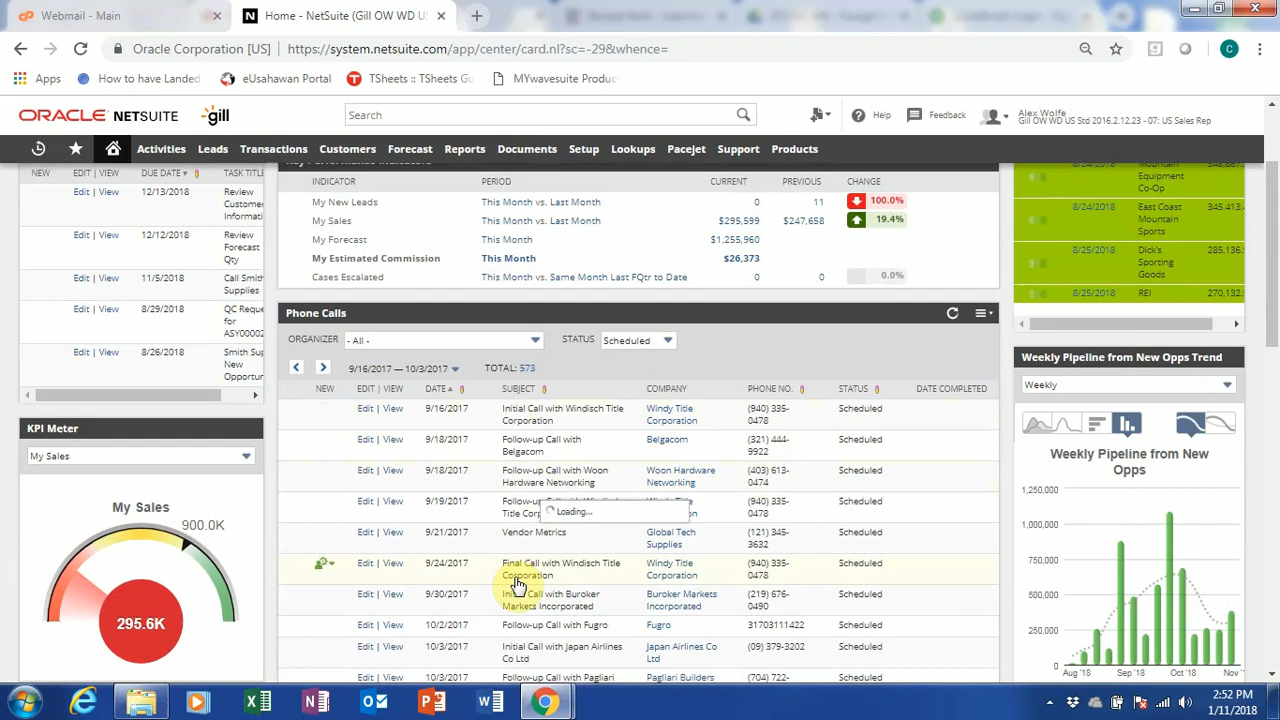 Webmail - Main
Home - NetSuite (Gill OW WD US
Oracle Corporation [US] | https://system.netsuite.com/app/center/card.nl?sc=-29&whence=
Apps How to have Landed eUsahawan Portal TSheets :: TSheets Gu MYwavesuite Produc
ORACLE NETSUITE gill Search Help Feedback Alex Wolfe
Gill OW WD US Std 2016.2.12.23 - 07: US Sales Rep
Activities Leads Transactions Customers Forecast Reports Documents Setup Lookups Pacejet Support Products
NEW EDIT | VIEW DUE DATE TASK TITLE
Edit | View 12/13/2018 Review
Customer
Informati
Edit | View 12/12/2018 Review
Forecast
Qty
Edit | View 11/5/2018 Call Smith
Supplies
Edit | View 8/29/2018 QC Reque
for
ASY00002
Edit | View 8/26/2018 Smith Sup
New
Opportun
KPI Meter
My Sales
My Sales
900.0K
295.6K
Key Performance Indicators
INDICATOR PERIOD CURRENT PREVIOUS CHANGE
My New Leads This Month vs. Last Month 0 11 100.0%
My Sales This Month vs. Last Month $295,599 $247,658 19.4%
My Forecast This Month $1,255,960
My Estimated Commission This Month $26,373
Cases Escalated This Month vs. Same Month Last FQtr to Date 0 0 0.0%
Phone Calls
ORGANIZER - All - STATUS Scheduled
9/16/2017 — 10/3/2017 TOTAL: 573
NEW EDIT | VIEW DATE SUBJECT COMPANY PHONE NO. STATUS DATE COMPLETED
Edit | View 9/16/2017 Initial Call with Windisch Title Windy Title (940) 335- Scheduled
Corporation Corporation 0478
Edit | View 9/18/2017 Follow-up Call with Belgacom (321) 444- Scheduled
Belgacom 9922
Edit | View 9/18/2017 Follow-up Call with Woon Woon Hardware (403) 613- Scheduled
Hardware Networking Networking 0474
Edit | View 9/19/2017 Follow-up Call with Windisch Windy Title (940) 335- Scheduled
Title Corp Corporation 0478
Loading...
Edit | View 9/21/2017 Vendor Metrics Global Tech (121) 345- Scheduled
Supplies 3632
Edit | View 9/24/2017 Final Call with Windisch Title Windy Title (940) 335- Scheduled
Corporation Corporation 0478
Edit | View 9/30/2017 Initial Call with Buroker Buroker Markets (219) 676- Scheduled
Markets Incorporated Incorporated 0490
Edit | View 10/2/2017 Follow-up Call with Fugro Fugro 31703111422 Scheduled
Edit | View 10/3/2017 Initial Call with Japan Airlines Japan Airlines Co (09) 379-3202 Scheduled
Co Ltd Ltd
Edit | View 10/3/2017 Follow-up Call with Pagliari Pagliari Builders (704) 722- Scheduled
8/24/2018 Mountain 348,667.
Equipment
Co-Op
8/24/2018 East Coast 345,413.
Mountain
Sports
8/25/2018 Dick's 285,136.
Sporting
Goods
8/25/2018 REI 270,132.
Weekly Pipeline from New Opps Trend
Weekly
Weekly Pipeline from New
Opps
1,250,000
1,000,000
750,000
500,000
250,000
0
Aug '18 Sep '18 Oct '18 Nov '
2:52 PM
1/11/2018